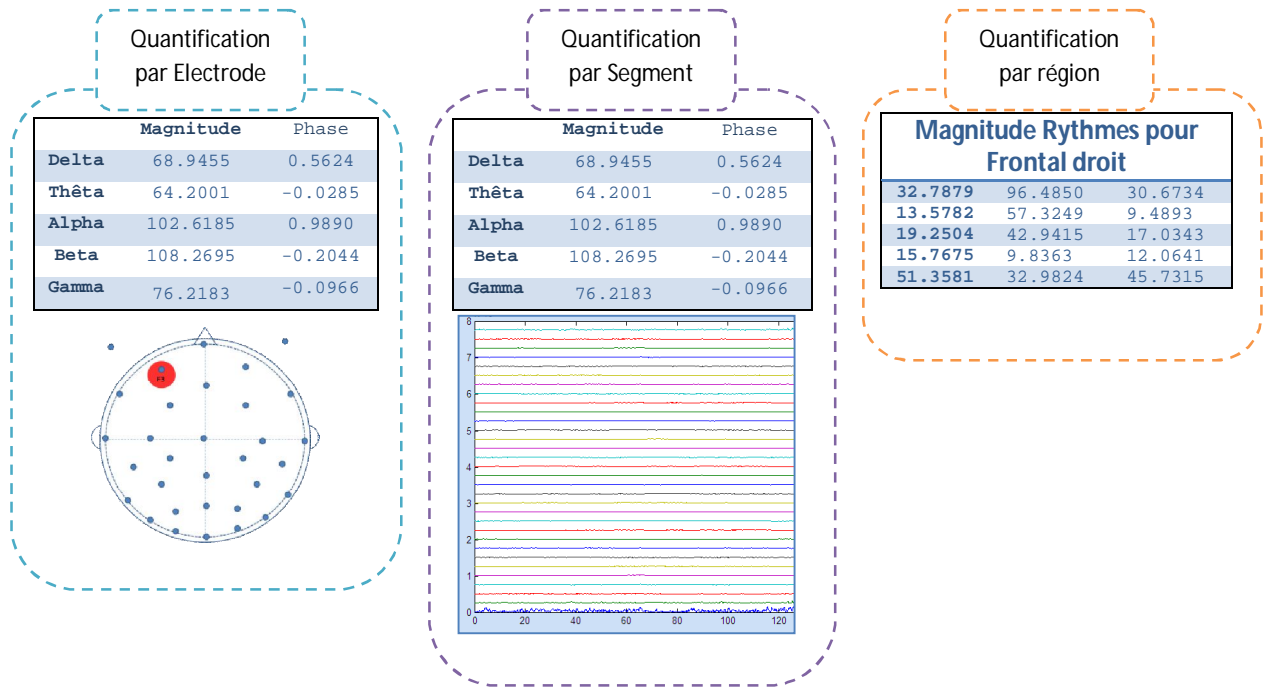 Quantification
par Electrode
Magnitude Phase
Delta 68.9455 0.5624
Thêta 64.2001 -0.0285
Alpha 102.6185 0.9890
Beta 108.2695 -0.2044
Gamma 76.2183 -0.0966
F3
Quantification
par Segment
Magnitude Phase
Delta 68.9455 0.5624
Thêta 64.2001 -0.0285
Alpha 102.6185 0.9890
Beta 108.2695 -0.2044
Gamma 76.2183 -0.0966
8
7
6
5
4
3
2
1
0
0 20 40 60 80 100 120
Quantification
par région
Magnitude Rythmes pour
Frontal droit
32.7879 96.4850 30.6734
13.5782 57.3249 9.4893
19.2504 42.9415 17.0343
15.7675 9.8363 12.0641
51.3581 32.9824 45.7315